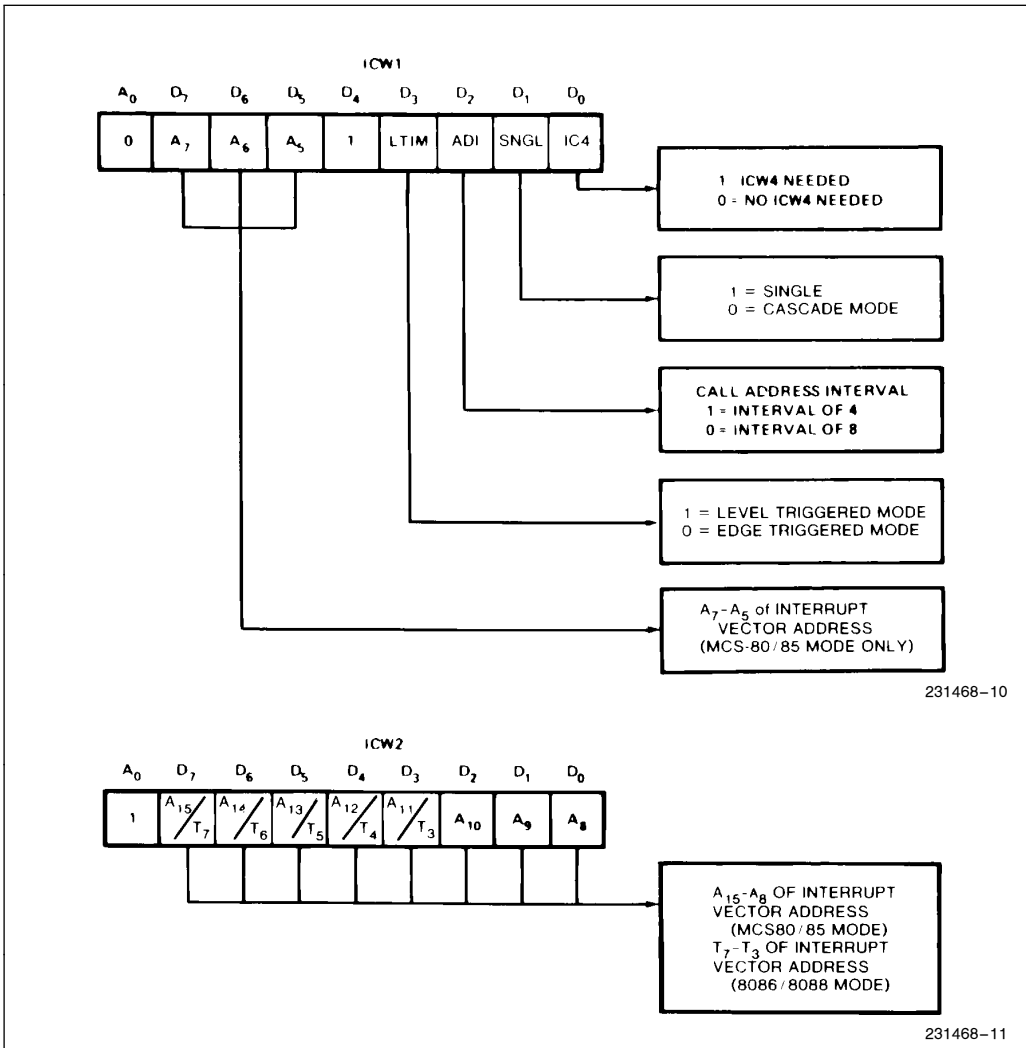 ICW1
A0 D7 D6 D5 D4 D3 D2 D1 D0
0 A7 A6 A5 1 LTIM ADI SNGL IC4
1 ICW4 NEEDED
0 = NO ICW4 NEEDED
1 = SINGLE
0 = CASCADE MODE
CALL ADDRESS INTERVAL
1 = INTERVAL OF 4
0 = INTERVAL OF 8
1 = LEVEL TRIGGERED MODE
0 = EDGE TRIGGERED MODE
A7-A5 of INTERRUPT
VECTOR ADDRESS
(MCS-80/85 MODE ONLY)
231468-10
ICW2
A0 D7 D6 D5 D4 D3 D2 D1 D0
1 A15/T7 A14/T6 A13/T5 A12/T4 A11/T3 A10 A9 A8
A15-A8 OF INTERRUPT
VECTOR ADDRESS
(MCS80/85 MODE)
T7-T3 OF INTERRUPT
VECTOR ADDRESS
(8086/8088 MODE)
231468-11